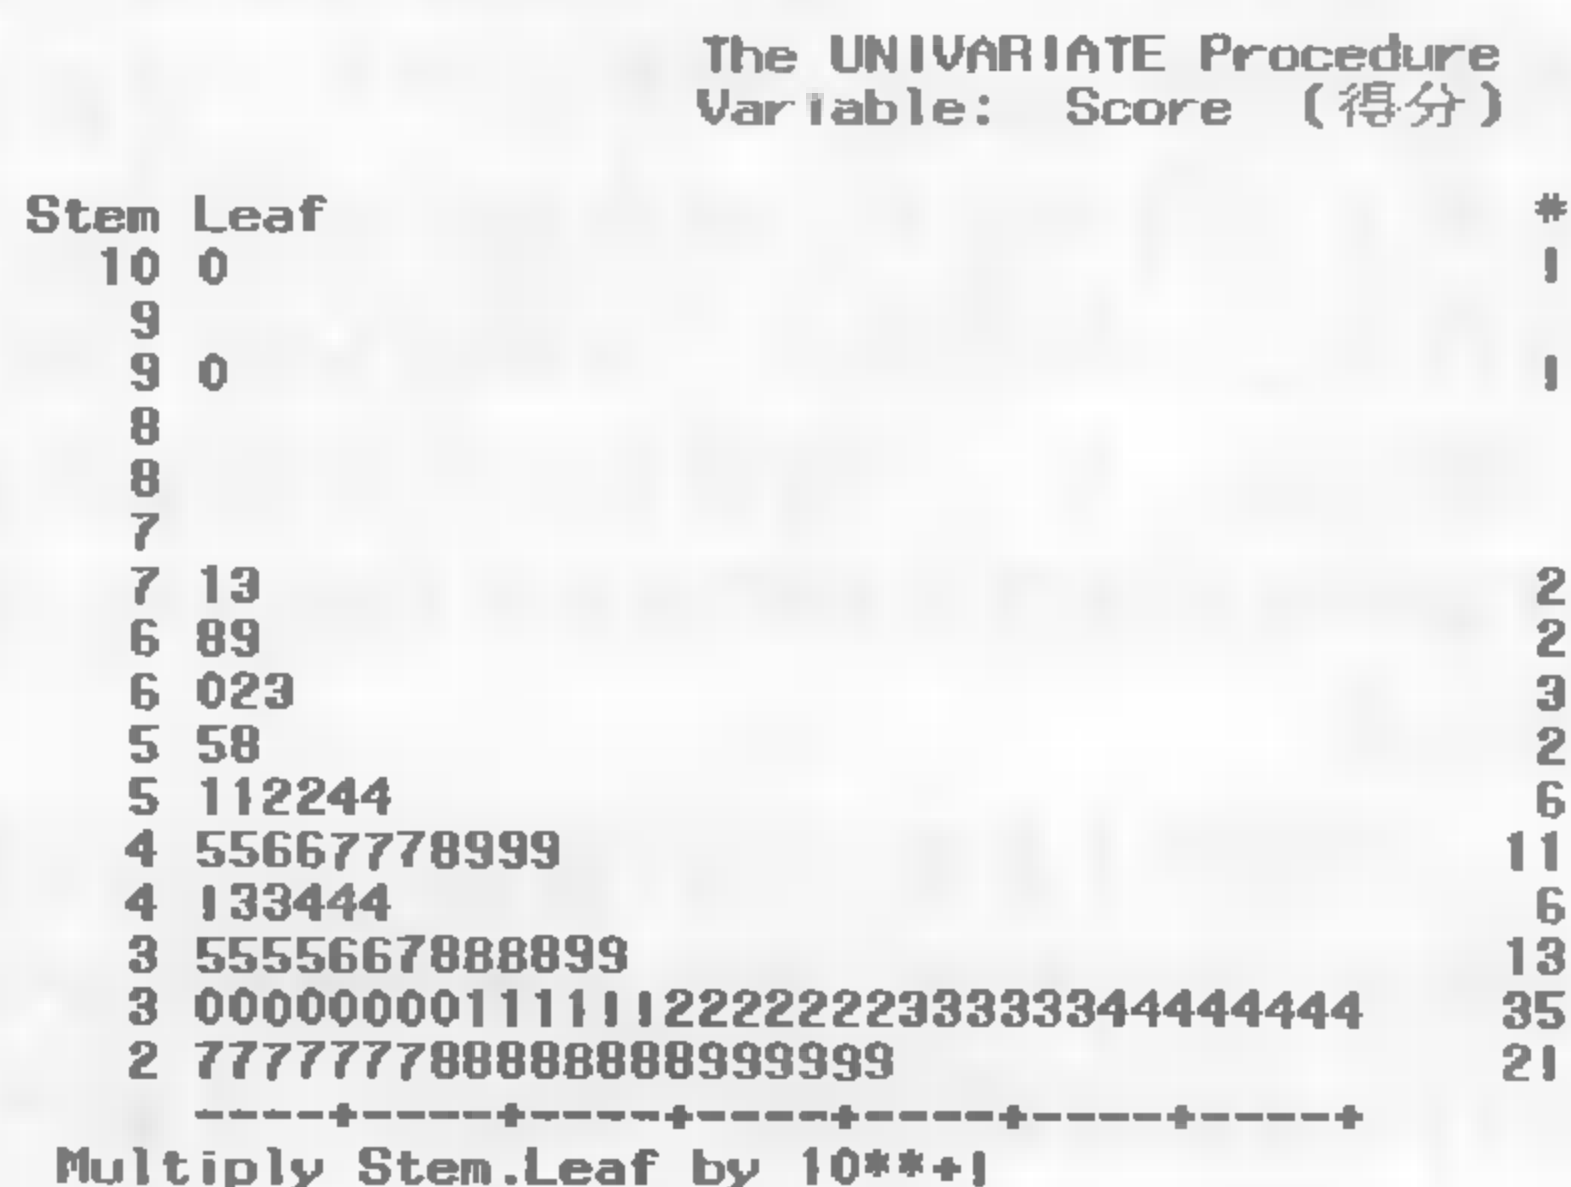 The UNIVARIATE Procedure
Variable: Score (得分)
Stem Leaf #
10 0 1
9
9 0 1
8
8
7
7 13 2
6 89 2
6 023 3
5 58 2
5 112244 6
4 55667778999 11
4 133444 6
3 5555667888899 13
3 00000000111111222222233333344444444 35
2 777777788888888999999 21
----+----+----+----+----+----+----+
Multiply Stem.Leaf by 10**+1